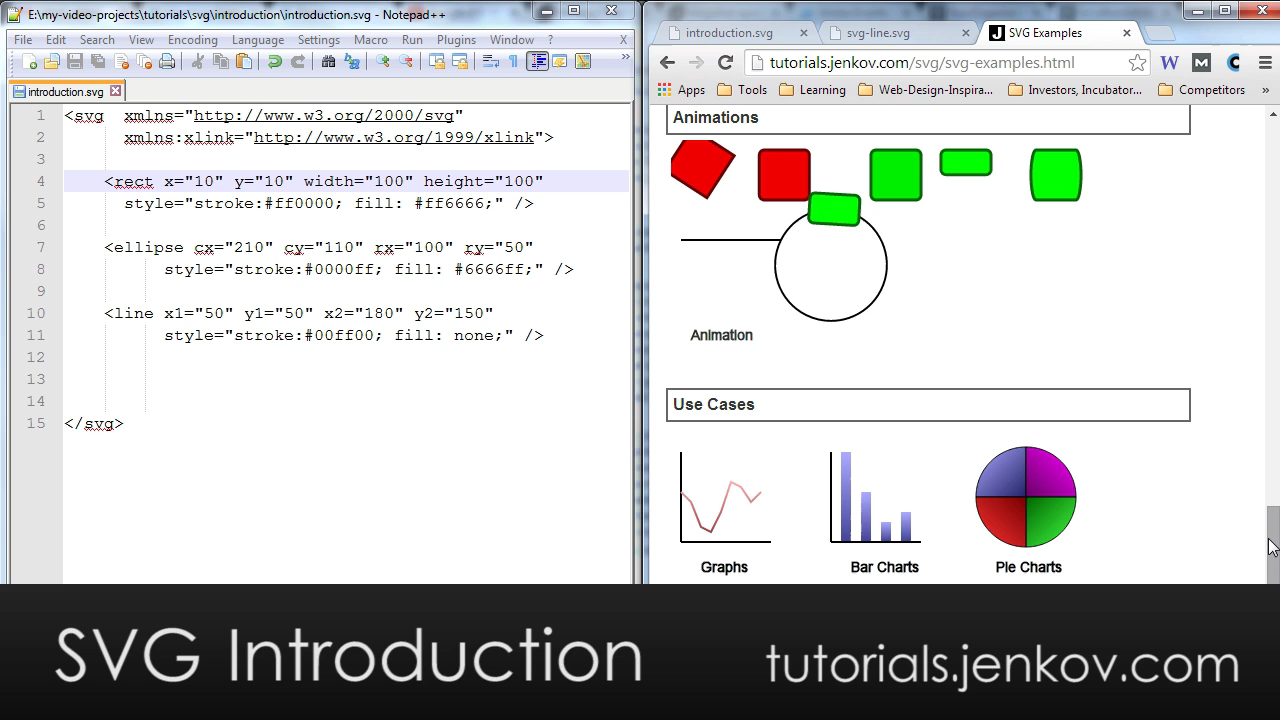 E:\my-video-projects\tutorials\svg\introduction\introduction.svg - Notepad++
File Edit Search View Encoding Language Settings Macro Run Plugins Window ? X
introduction.svg
1 <svg  xmlns="http://www.w3.org/2000/svg"
2       xmlns:xlink="http://www.w3.org/1999/xlink">
3
4     <rect x="10" y="10" width="100" height="100"
5       style="stroke:#ff0000; fill: #ff6666;" />
6
7     <ellipse cx="210" cy="110" rx="100" ry="50"
8           style="stroke:#0000ff; fill: #6666ff;" />
9
10     <line x1="50" y1="50" x2="180" y2="150"
11           style="stroke:#00ff00; fill: none;" />
12
13
14
15 </svg>
introduction.svg
svg-line.svg
J SVG Examples
tutorials.jenkov.com/svg/svg-examples.html
W M C
Apps Tools Learning Web-Design-Inspira... Investors, Incubator... Competitors »
Animations
Animation
Use Cases
Graphs
Bar Charts
Pie Charts
SVG Introduction
tutorials.jenkov.com